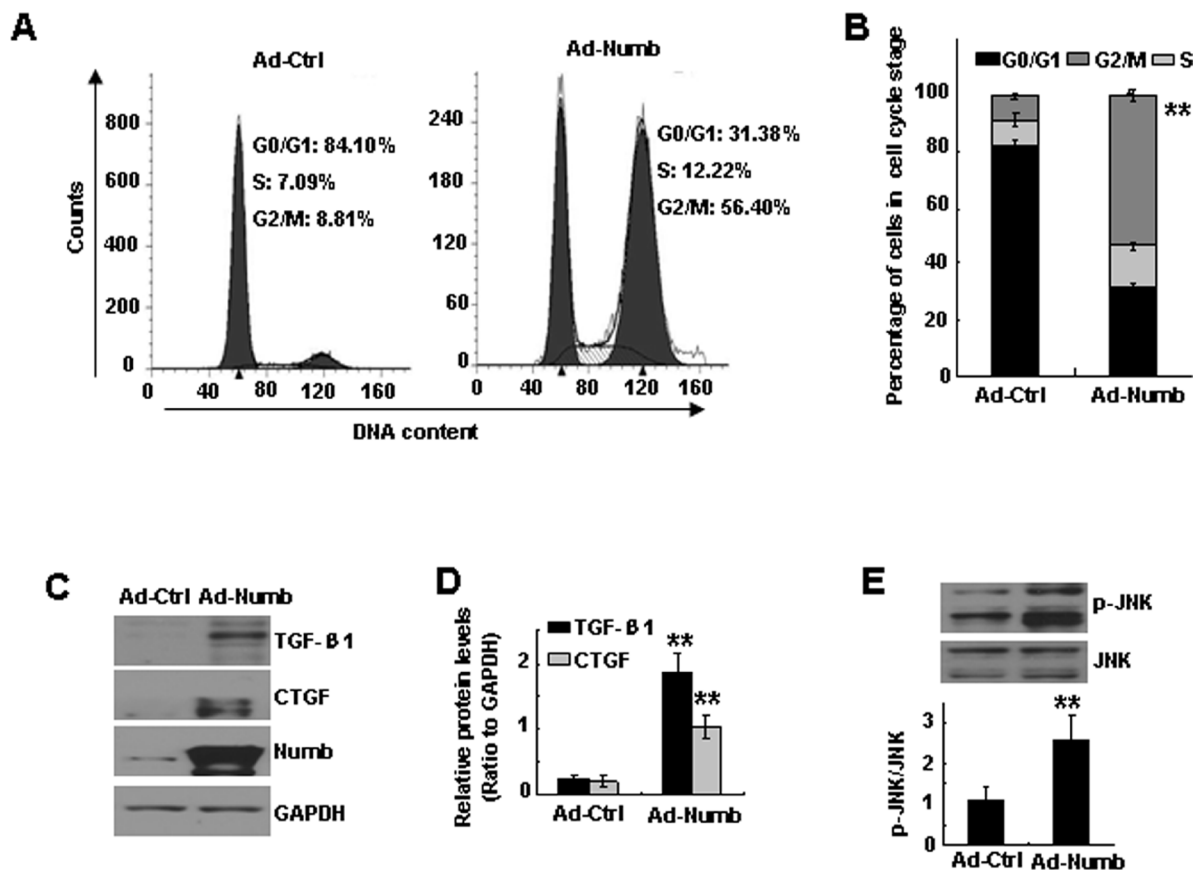 A
Ad-Ctrl
Ad-Numb
Counts
800
600
400
200
0
G0/G1: 84.10%
S: 7.09%
G2/M: 8.81%
0 40 80 120 160
240
180
120
60
0
G0/G1: 31.38%
S: 12.22%
G2/M: 56.40%
0 40 80 120 160
DNA content
B
G0/G1 G2/M S
Percentage of cells in cell cycle stage
100
80
60
40
20
0
**
Ad-Ctrl Ad-Numb
C
Ad-Ctrl Ad-Numb
TGF-β1
CTGF
Numb
GAPDH
D
TGF-β1
CTGF
Relative protein levels
(Ratio to GAPDH)
2
1
0
**
**
Ad-Ctrl Ad-Numb
E
p-JNK
JNK
p-JNK/JNK
3
2
1
0
**
Ad-Ctrl Ad-Numb